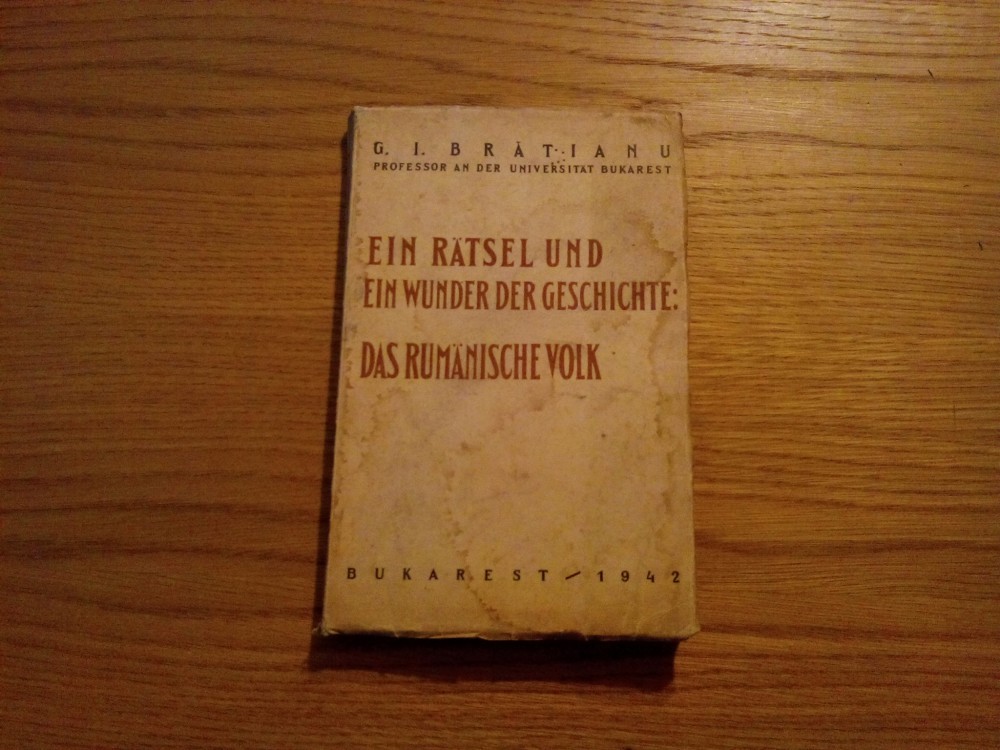 G. I. BRĂTIANU
PROFESSOR AN DER UNIVERSITÄT BUKAREST
EIN RÄTSEL UND
EIN WUNDER DER GESCHICHTE:
DAS RUMÄNISCHE VOLK
BUKAREST / 1942